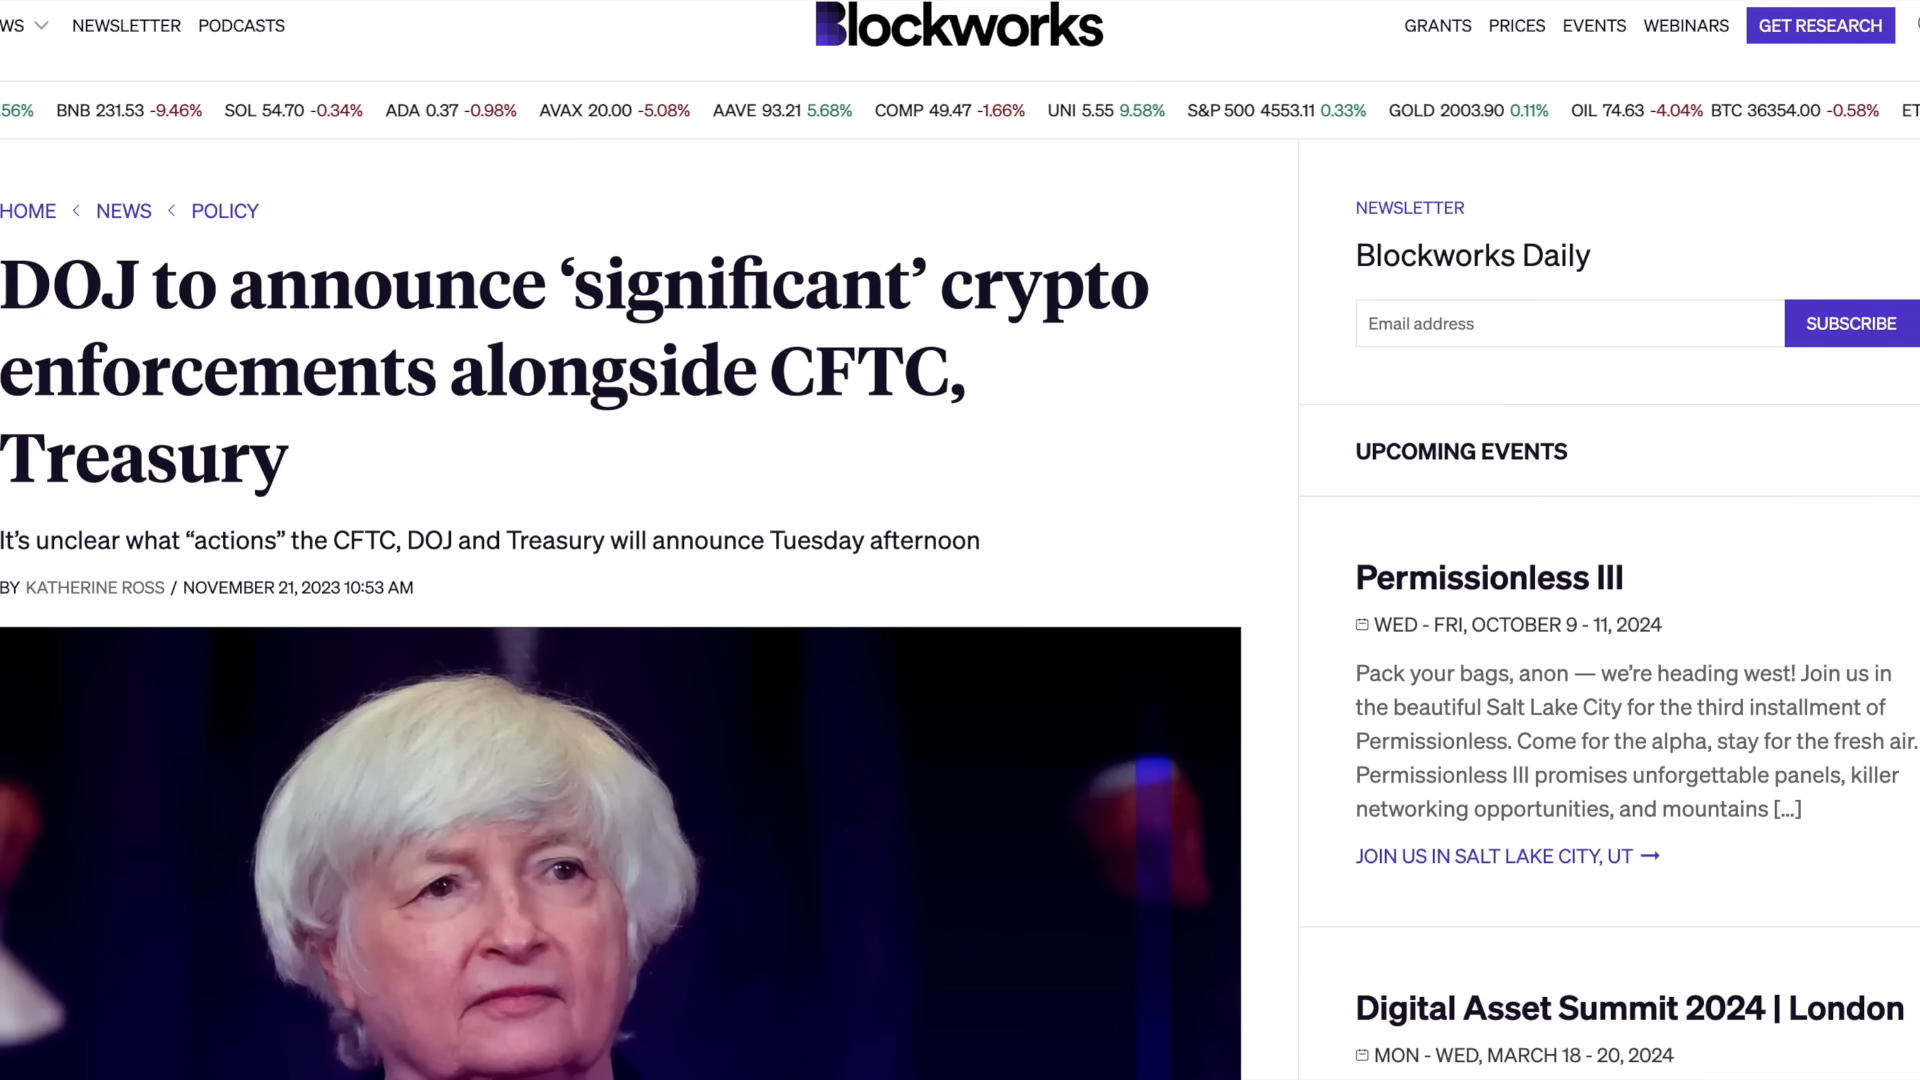 WS NEWSLETTER PODCASTS
Blockworks
GRANTS PRICES EVENTS WEBINARS GET RESEARCH
.56% BNB 231.53 -9.46% SOL 54.70 -0.34% ADA 0.37 -0.98% AVAX 20.00 -5.08% AAVE 93.21 5.68% COMP 49.47 -1.66% UNI 5.55 9.58% S&P 500 4553.11 0.33% GOLD 2003.90 0.11% OIL 74.63 -4.04% BTC 36354.00 -0.58% ET
HOME NEWS POLICY
DOJ to announce ‘significant’ crypto
enforcements alongside CFTC,
Treasury
It’s unclear what “actions” the CFTC, DOJ and Treasury will announce Tuesday afternoon
BY KATHERINE ROSS / NOVEMBER 21, 2023 10:53 AM
NEWSLETTER
Blockworks Daily
Email address
SUBSCRIBE
UPCOMING EVENTS
Permissionless III
WED - FRI, OCTOBER 9 - 11, 2024
Pack your bags, anon — we’re heading west! Join us in
the beautiful Salt Lake City for the third installment of
Permissionless. Come for the alpha, stay for the fresh air.
Permissionless III promises unforgettable panels, killer
networking opportunities, and mountains [...]
JOIN US IN SALT LAKE CITY, UT →
Digital Asset Summit 2024 | London
MON - WED, MARCH 18 - 20, 2024